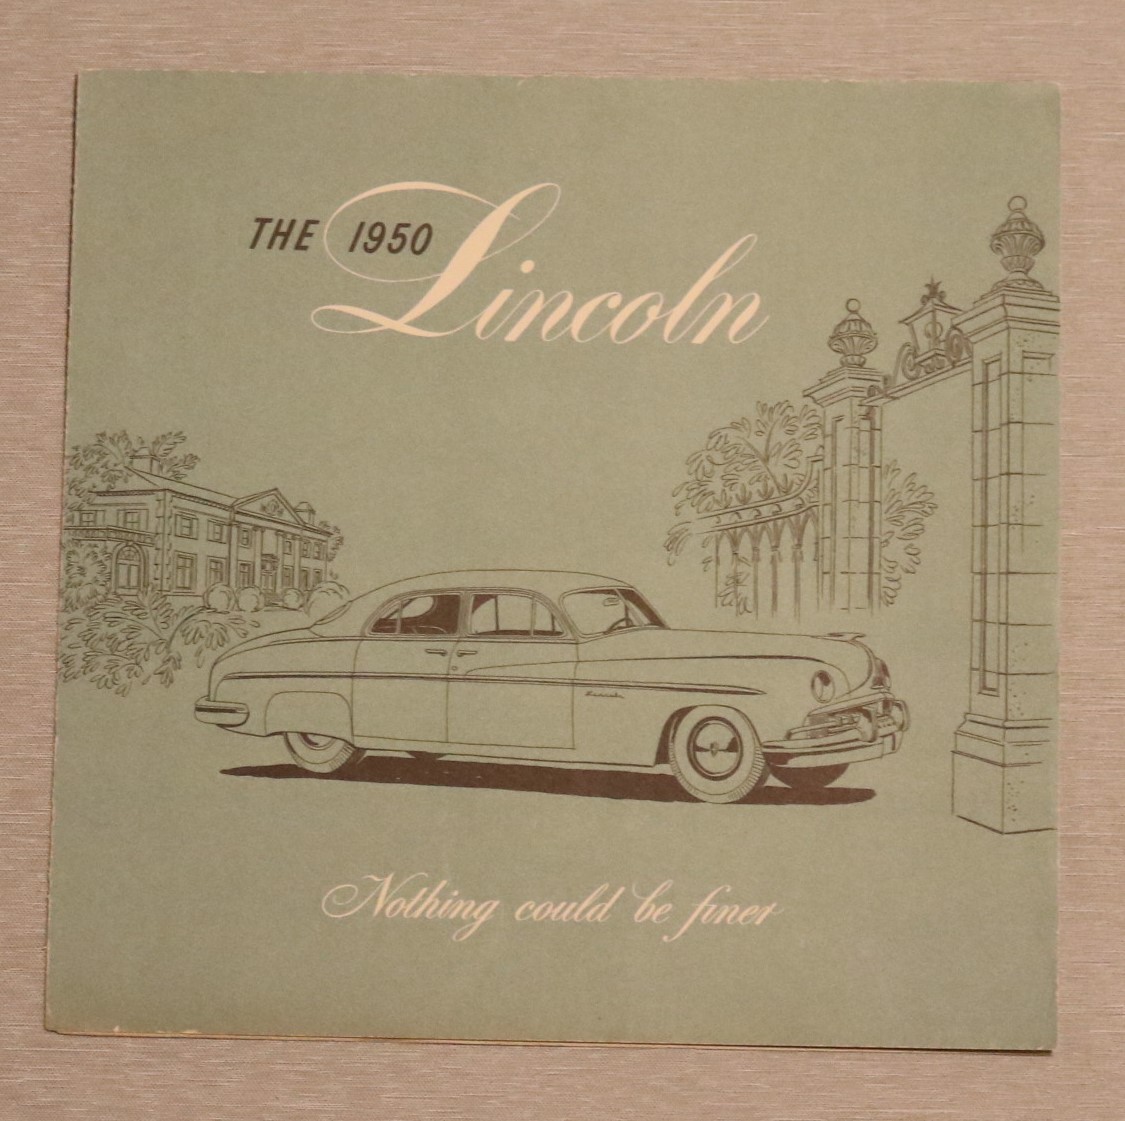 THE 1950
Lincoln
Nothing could be finer